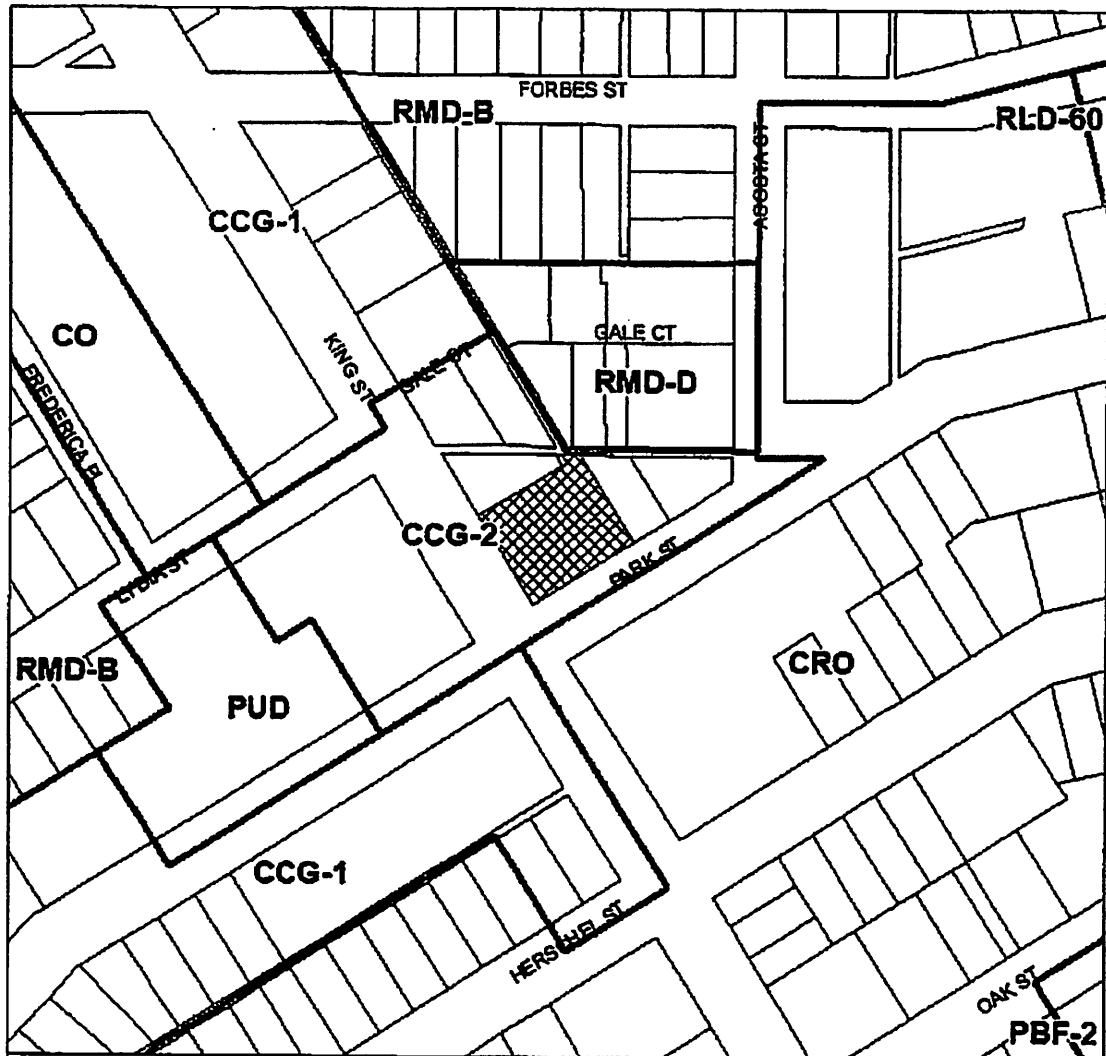 FORBES ST
RMD-B
RLD-60
ACOSTA CT
CCG-1
CO
KING ST
GALE CT
GALE CT
RMD-D
FREDERICA PL
CCG-2
PARK ST
LYDIA ST
RMD-B
PUD
CRO
CCG-1
HERSCHEL ST
OAK ST
PBF-2